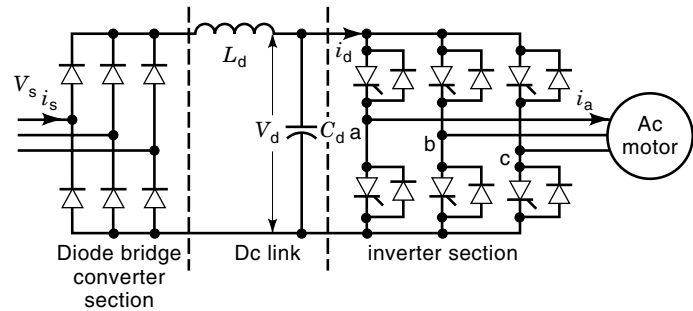 V_s i_s
L_d
V_d
C_d
i_d
a
b
c
i_a
Ac
motor
Diode bridge
converter
section
Dc link
inverter section